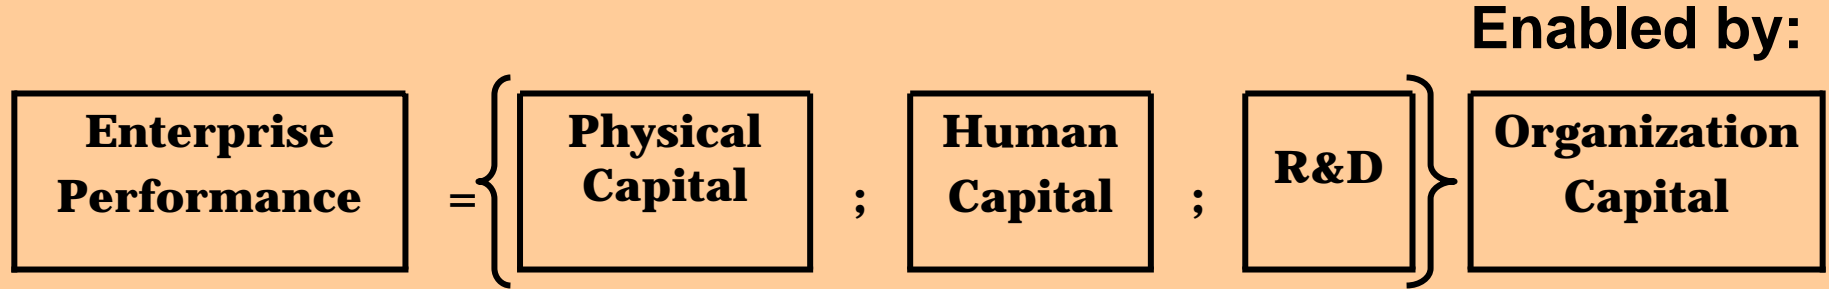 Enabled by:
Enterprise
Performance
=
{
Physical
Capital
;
Human
Capital
;
R&D
}
Organization
Capital